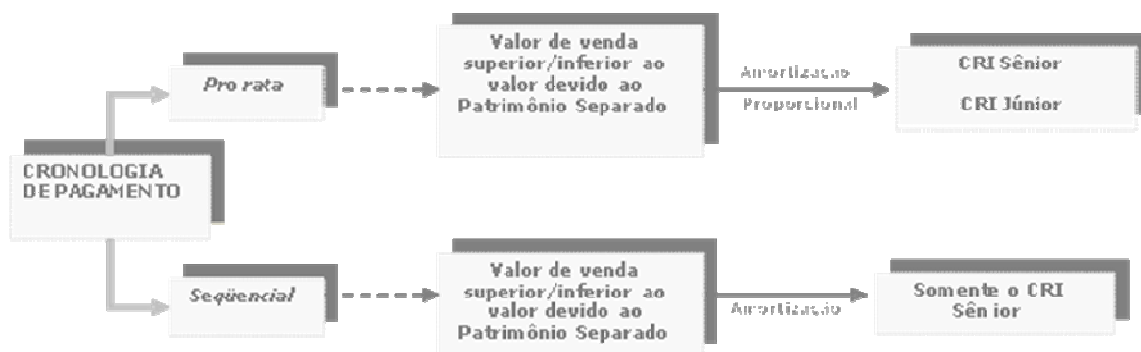 Pro rata
Valor de venda
superior/inferior ao
valor devido ao
Patrimônio Separado
Amortização
Proporcional
CRI Sênior
CRI Júnior
CRONOLOGIA
DE PAGAMENTO
Seqüencial
Valor de venda
superior/inferior ao
valor devido ao
Patrimônio Separado
Amortização
Somente o CRI
Sênior